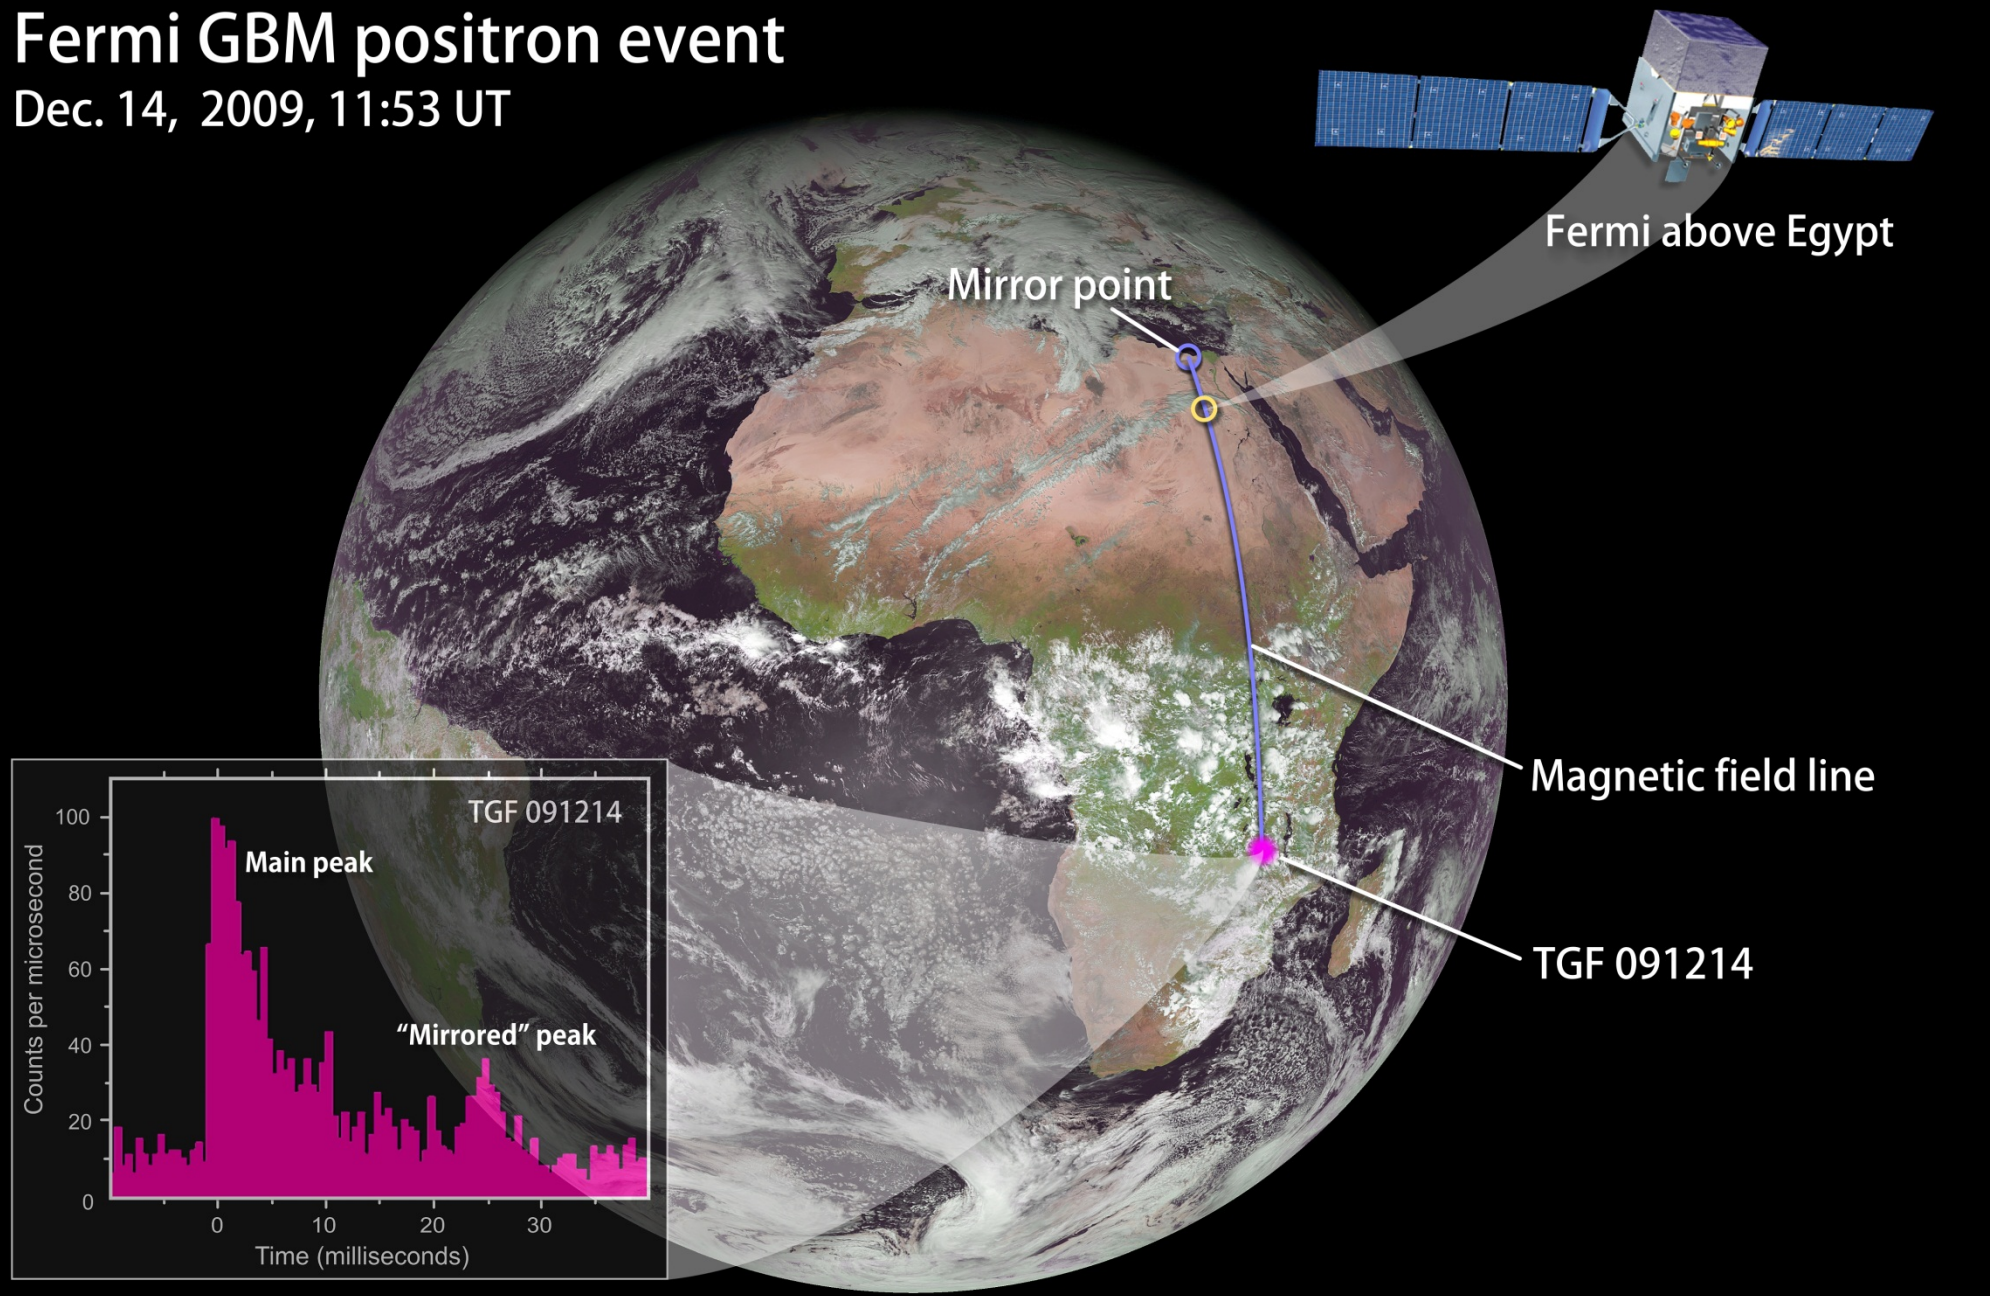 Fermi GBM positron event
Dec. 14, 2009, 11:53 UT
Fermi above Egypt
Mirror point
Magnetic field line
TGF 091214
TGF 091214
Main peak
“Mirrored” peak
Counts per microsecond
100
80
60
40
20
0
0 10 20 30
Time (milliseconds)